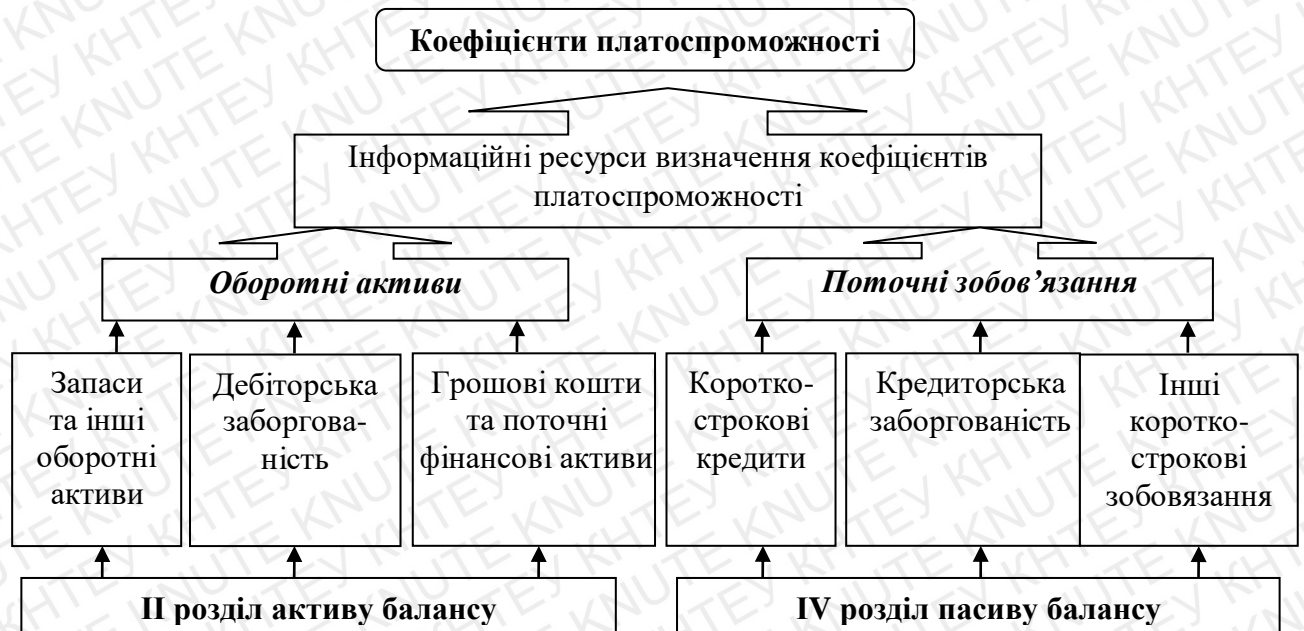 Коефіцієнти платоспроможності
Інформаційні ресурси визначення коефіцієнтів
платоспроможності
Оборотні активи
Поточні зобов’язання
Запаси
та інші
оборотні
активи
Дебіторська
заборгова-
ність
Грошові кошти
та поточні
фінансові активи
Коротко-
строкові
кредити
Кредиторська
заборгованість
Інші
коротко-
строкові
зобовязання
II розділ активу балансу
IV розділ пасиву балансу